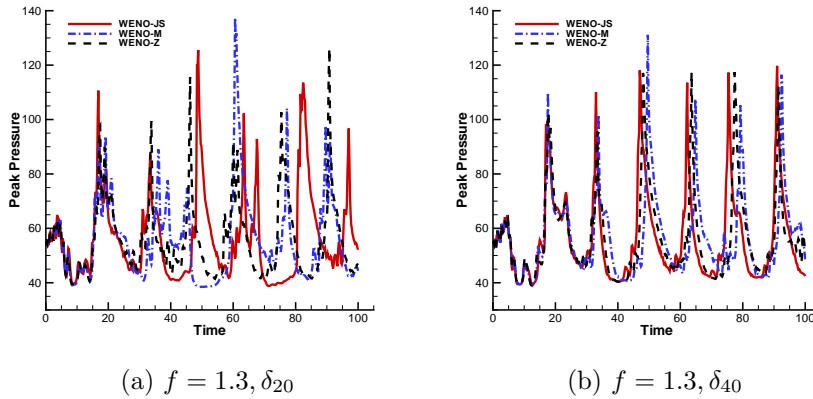 140
120
100
80
60
40
Peak Pressure
WENO-JS
WENO-M
WENO-Z
0 20 40 60 80 100
Time
(a) f = 1.3, δ₂₀
140
120
100
80
60
40
Peak Pressure
WENO-JS
WENO-M
WENO-Z
0 20 40 60 80 100
Time
(b) f = 1.3, δ₄₀